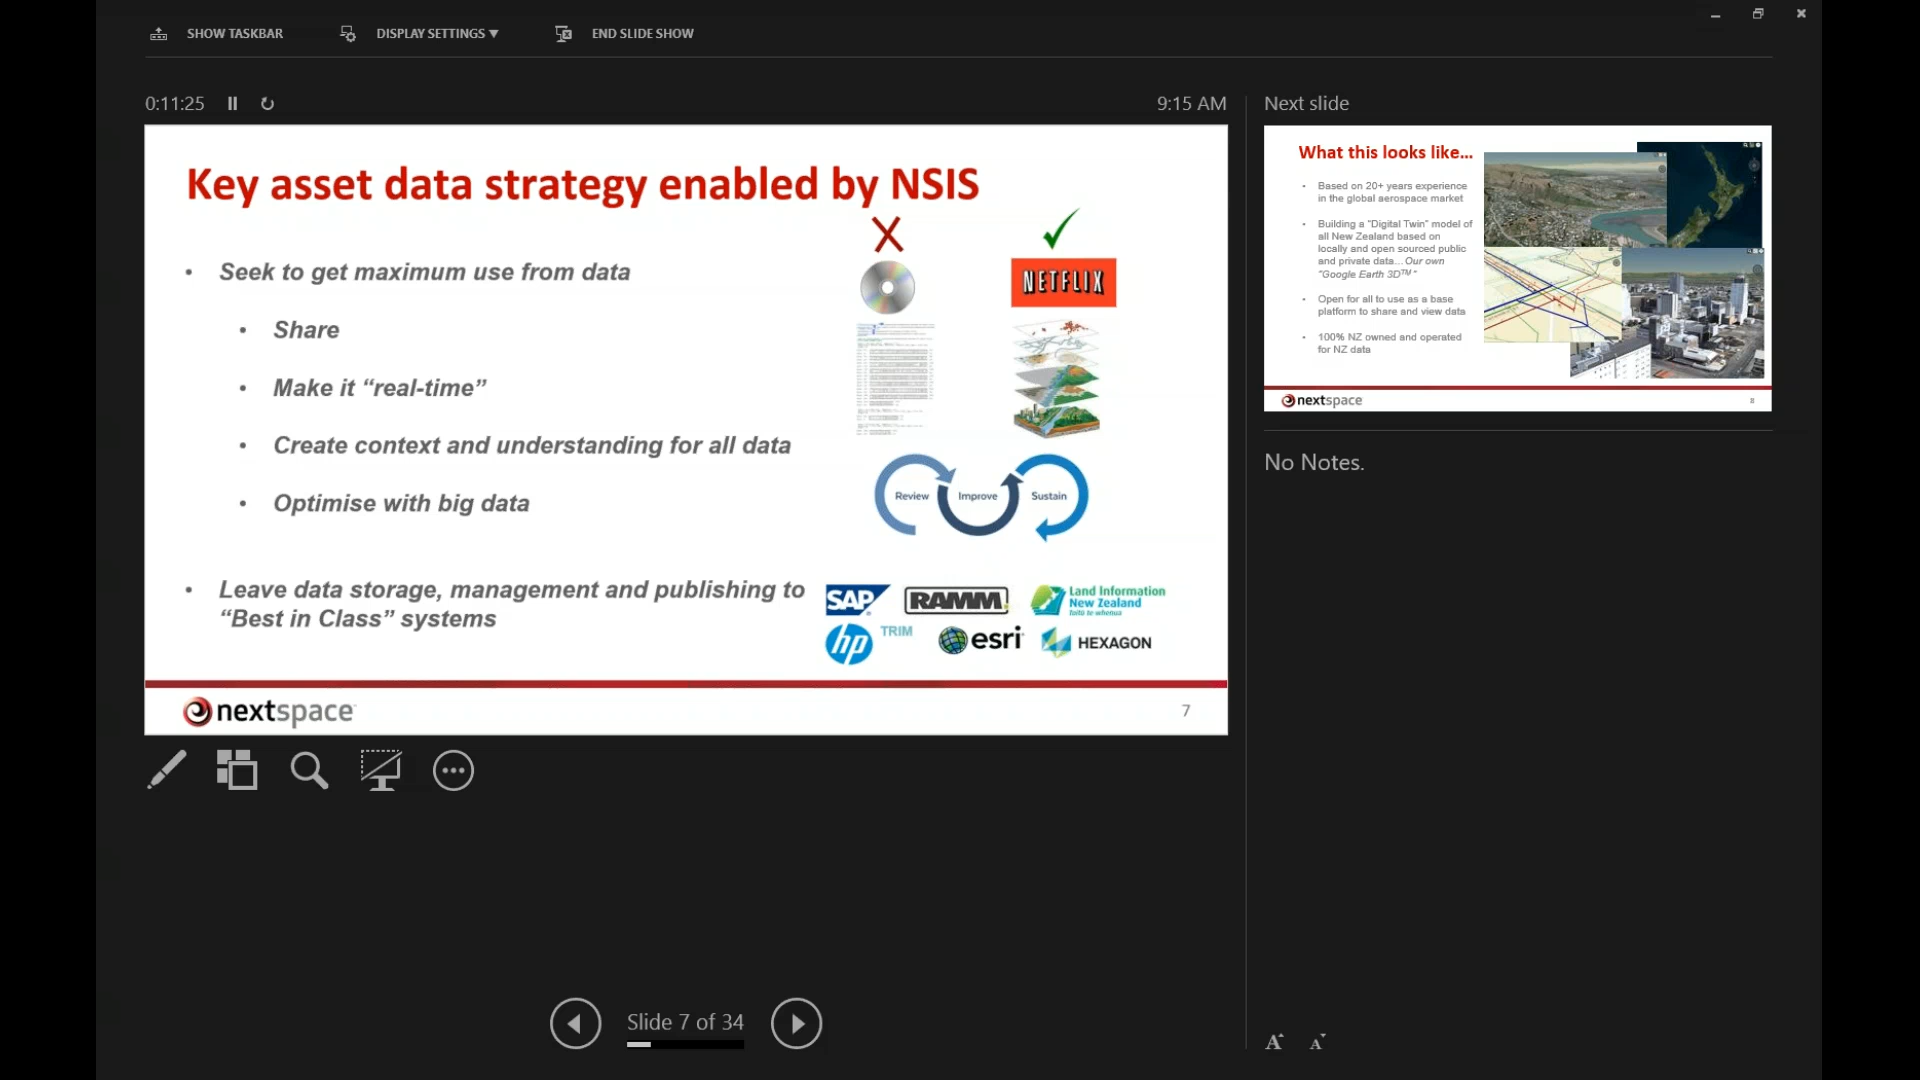 SHOW TASKBAR
DISPLAY SETTINGS ▼
END SLIDE SHOW
0:11:25
9:15 AM
Key asset data strategy enabled by NSIS
• Seek to get maximum use from data
• Share
• Make it “real-time”
• Create context and understanding for all data
• Optimise with big data
• Leave data storage, management and publishing to
“Best in Class” systems
NETFLIX
Review
Improve
Sustain
SAP
RAMM
Land Information
New Zealand
Toitū te whenua
hp
TRIM
esri
HEXAGON
nextspace
7
Next slide
What this looks like...
• Based on 20+ years experience
in the global aerospace market
• Building a “Digital Twin” model of
all New Zealand based on
locally and open sourced public
and private data... Our own
“Google Earth 3D™”
• Open for all to use as a base
platform to share and view data
• 100% NZ owned and operated
for NZ data
nextspace
8
No Notes.
Slide 7 of 34
A
A